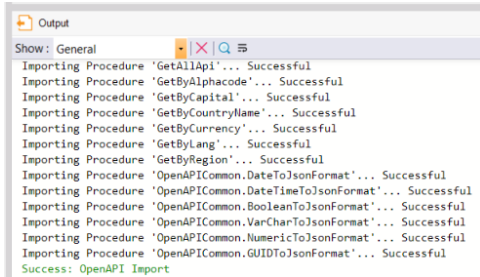 Output
Show: General
Importing Procedure 'GetAllApi'... Successful
Importing Procedure 'GetByAlphacode'... Successful
Importing Procedure 'GetByCapital'... Successful
Importing Procedure 'GetByCountryName'... Successful
Importing Procedure 'GetByCurrency'... Successful
Importing Procedure 'GetByLang'... Successful
Importing Procedure 'GetByRegion'... Successful
Importing Procedure 'OpenAPICommon.DateToJsonFormat'... Successful
Importing Procedure 'OpenAPICommon.DateTimeToJsonFormat'... Successful
Importing Procedure 'OpenAPICommon.BooleanToJsonFormat'... Successful
Importing Procedure 'OpenAPICommon.VarCharToJsonFormat'... Successful
Importing Procedure 'OpenAPICommon.NumericToJsonFormat'... Successful
Importing Procedure 'OpenAPICommon.GUIDToJsonFormat'... Successful
Success: OpenAPI Import